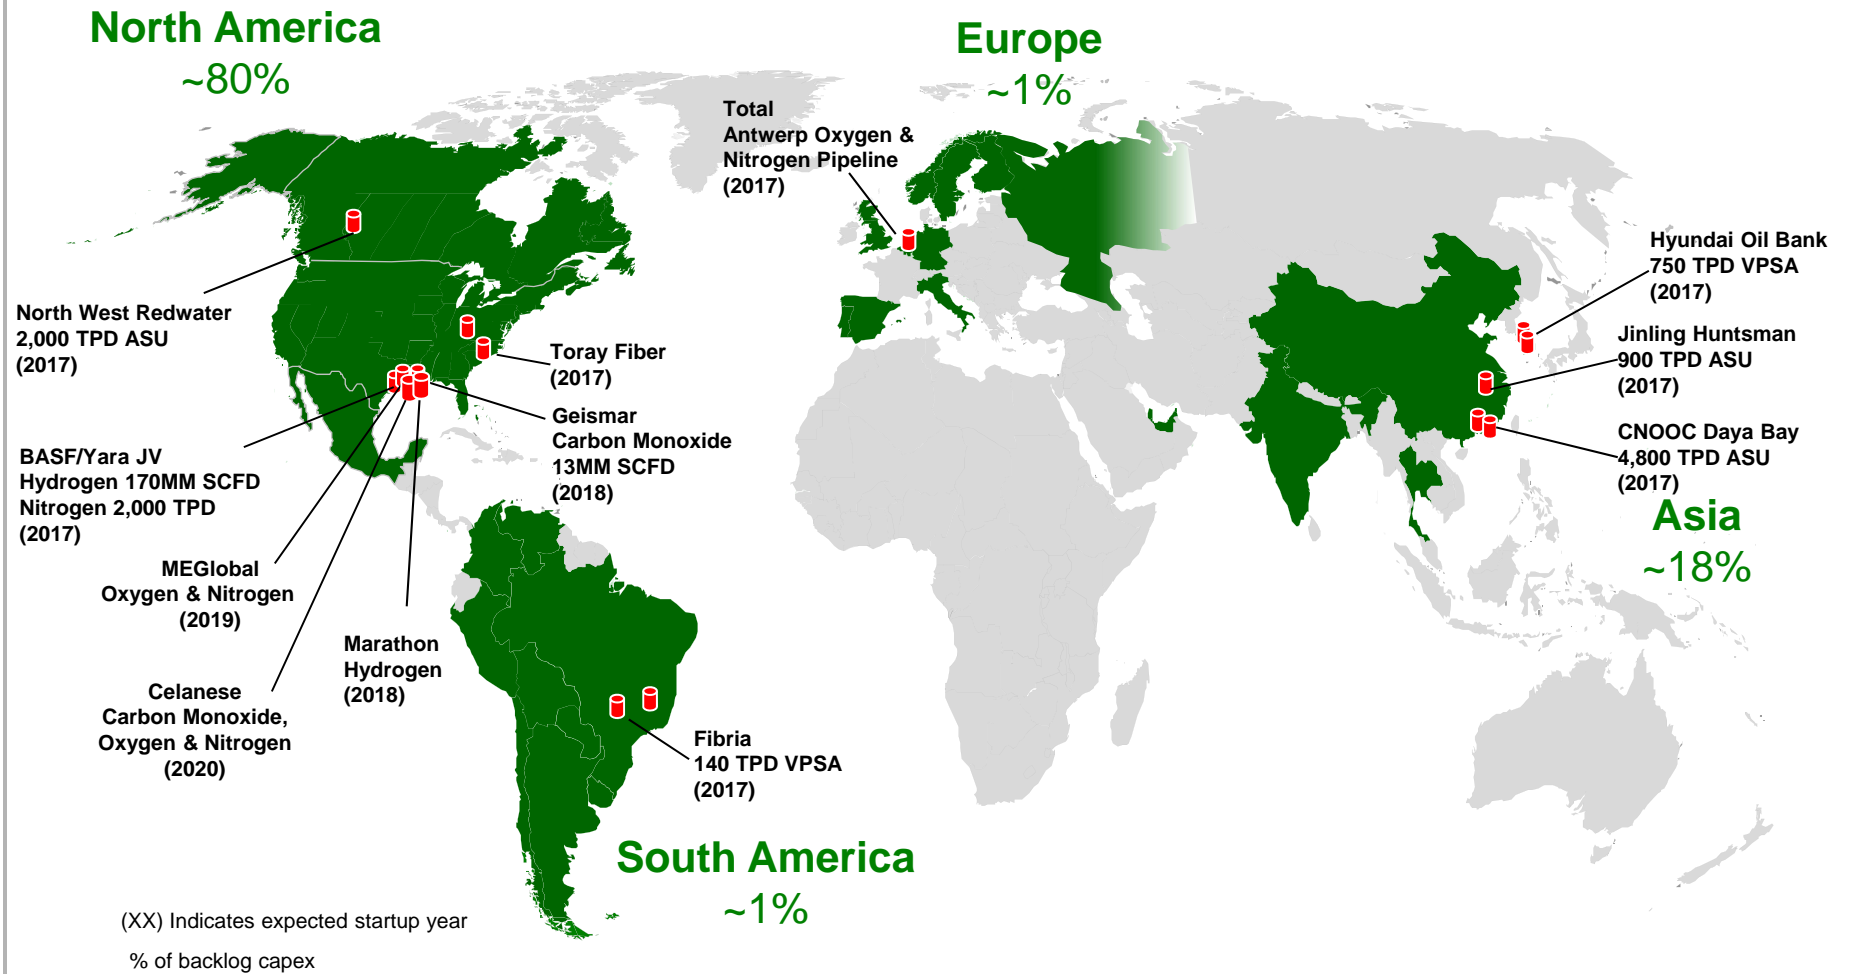 North America
~80%
Europe
~1%
Total
Antwerp Oxygen &
Nitrogen Pipeline
(2017)
North West Redwater
2,000 TPD ASU
(2017)
Toray Fiber
(2017)
Geismar
Carbon Monoxide
13MM SCFD
(2018)
BASF/Yara JV
Hydrogen 170MM SCFD
Nitrogen 2,000 TPD
(2017)
MEGlobal
Oxygen & Nitrogen
(2019)
Marathon
Hydrogen
(2018)
Celanese
Carbon Monoxide,
Oxygen & Nitrogen
(2020)
Hyundai Oil Bank
750 TPD VPSA
(2017)
Jinling Huntsman
900 TPD ASU
(2017)
CNOOC Daya Bay
4,800 TPD ASU
(2017)
Asia
~18%
Fibria
140 TPD VPSA
(2017)
South America
~1%
(XX) Indicates expected startup year
% of backlog capex